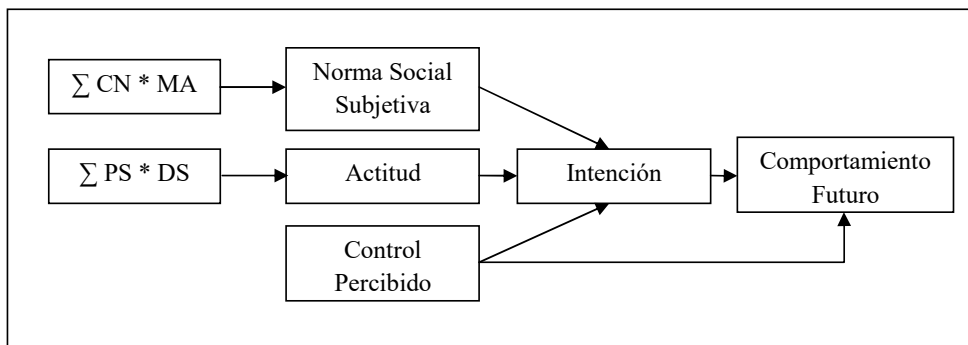 ∑ CN * MA
Norma Social
Subjetiva
∑ PS * DS
Actitud
Intención
Comportamiento
Futuro
Control
Percibido